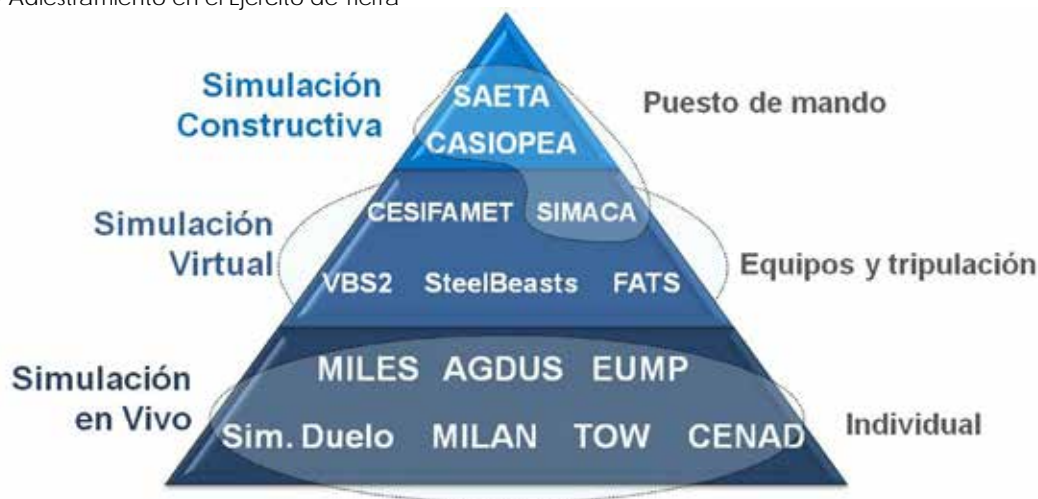 Adiestramiento en el Ejército de Tierra
Simulación
Constructiva
SAETA
CASIOPEA
Puesto de mando
Simulación
Virtual
CESIFAMET SIMACA
VBS2 SteelBeasts FATS
Equipos y tripulación
Simulación
en Vivo
MILES AGDUS EUMP
Sim. Duelo MILAN TOW CENAD
Individual